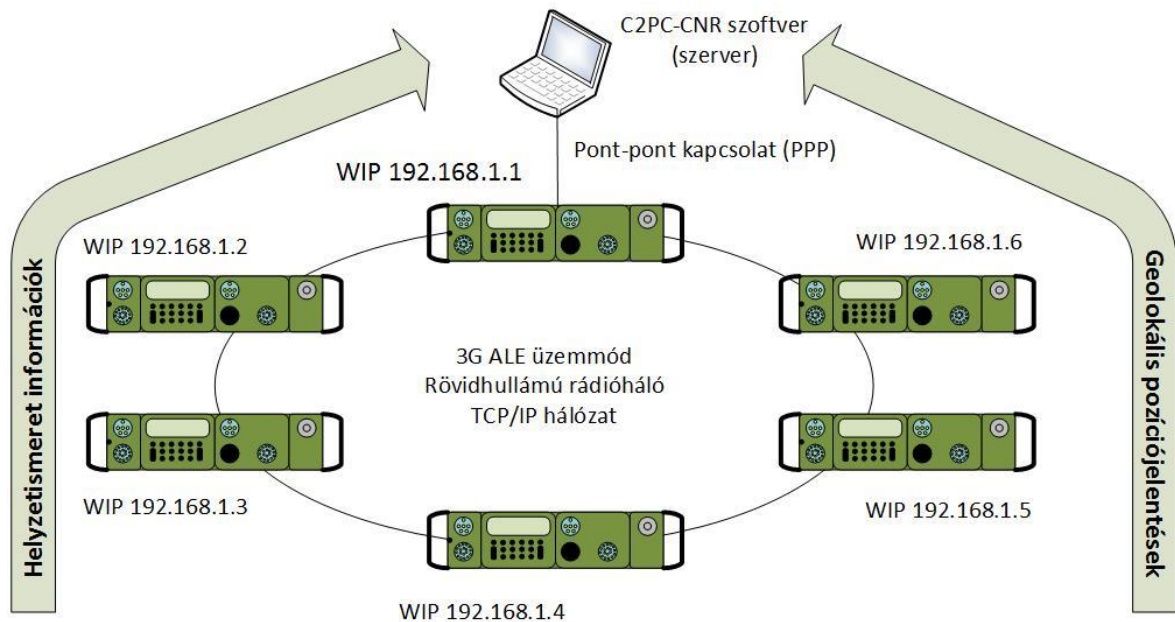 C2PC-CNR szoftver
(szerver)
Pont-pont kapcsolat (PPP)
WIP 192.168.1.1
WIP 192.168.1.2
WIP 192.168.1.6
3G ALE üzemmód
Rövidhullámú rádióháló
TCP/IP hálózat
WIP 192.168.1.3
WIP 192.168.1.5
WIP 192.168.1.4
Helyzetismeret információk
Geolokális pozíciójelentések